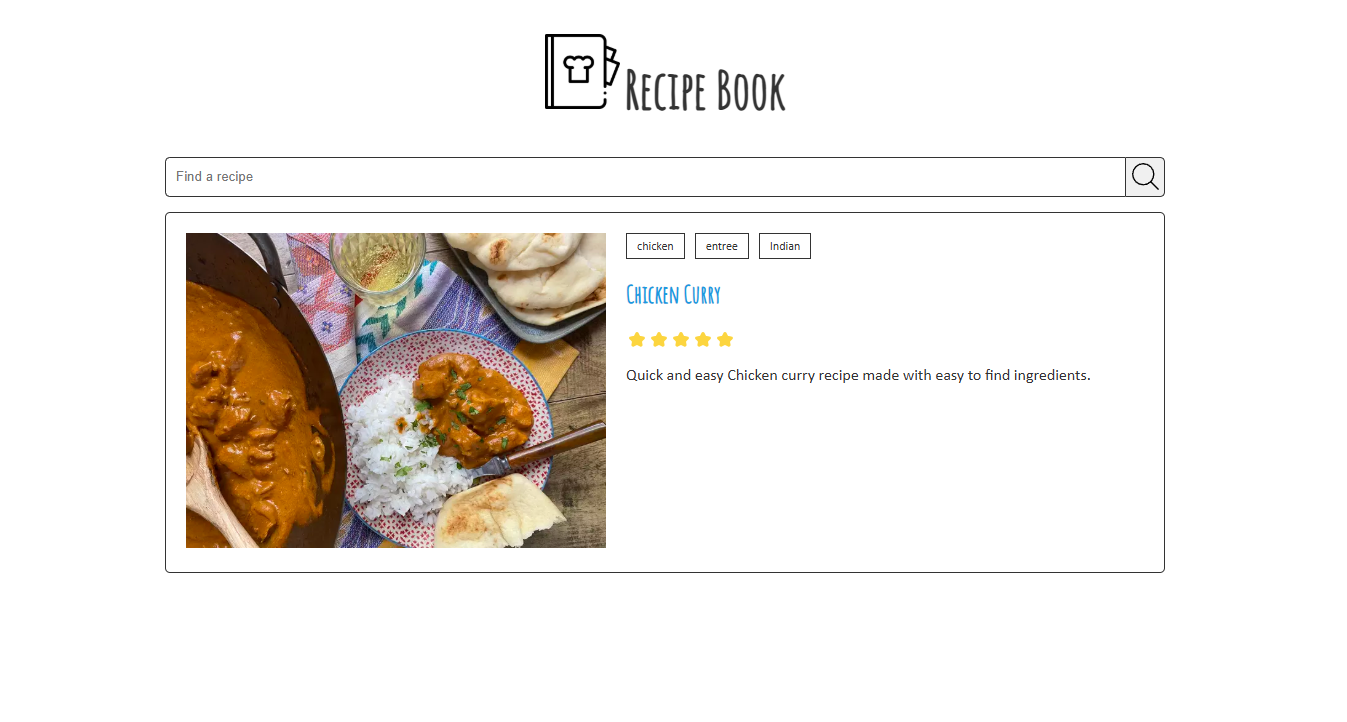 Recipe Book
Find a recipe
chicken entree Indian
Chicken Curry
Quick and easy Chicken curry recipe made with easy to find ingredients.